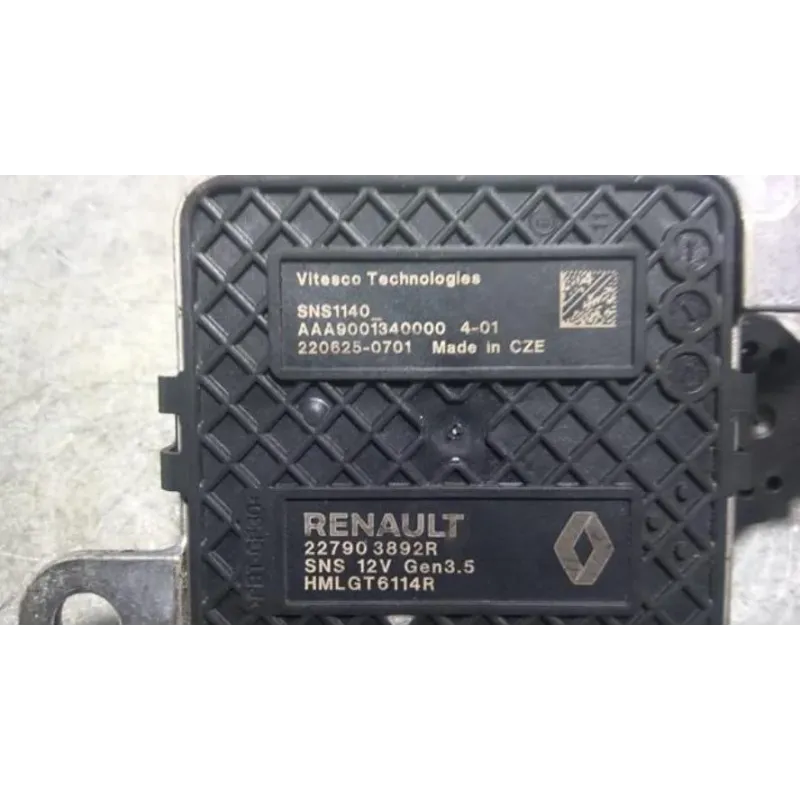 Vitesco Technologies
SNS1140_
AAA9001340000 4-01
220625-0701 Made in CZE
RENAULT
22790 3892R
SNS 12V Gen3.5
HMLGT6114R